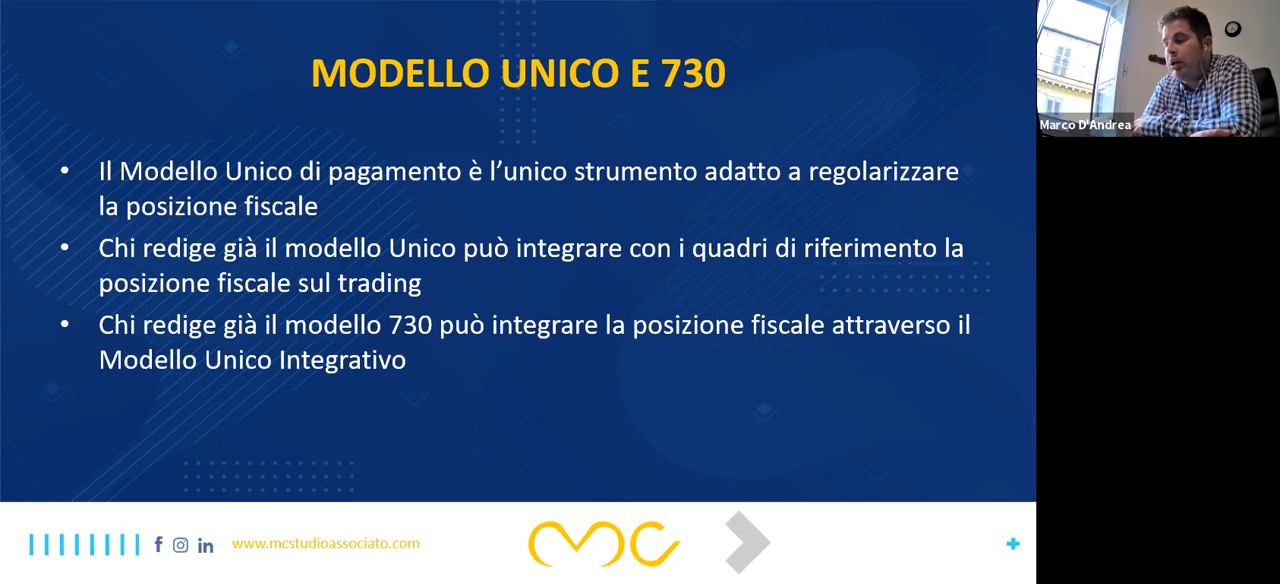 MODELLO UNICO E 730
• Il Modello Unico di pagamento è l’unico strumento adatto a regolarizzare
la posizione fiscale
• Chi redige già il modello Unico può integrare con i quadri di riferimento la
posizione fiscale sul trading
• Chi redige già il modello 730 può integrare la posizione fiscale attraverso il
Modello Unico Integrativo
Marco D'Andrea
www.mcstudioassociato.com
mc